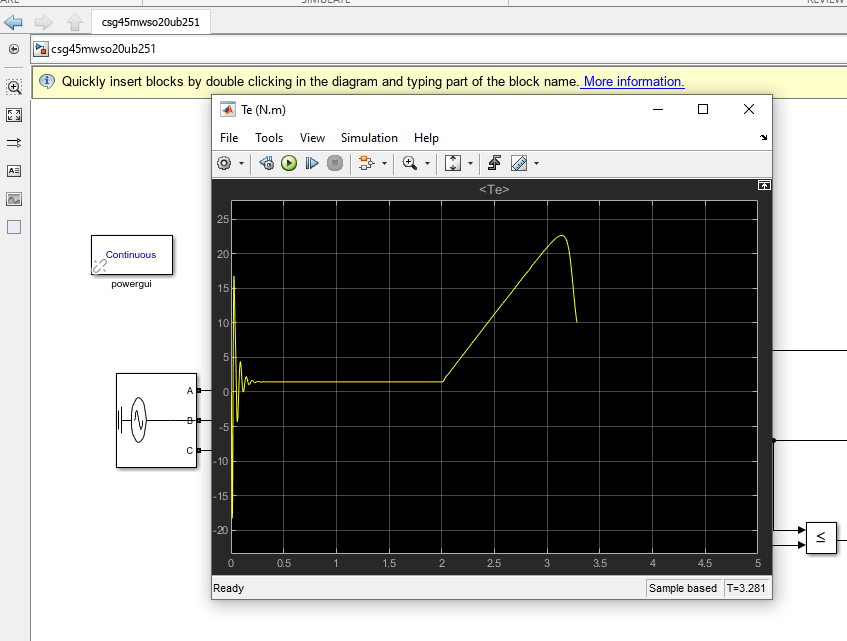 SIMULATE
REVIEW
csg45mwso20ub251
csg45mwso20ub251
Quickly insert blocks by double clicking in the diagram and typing part of the block name. More information.
Te (N.m)
File Tools View Simulation Help
<Te>
25
20
15
10
5
0
-5
-10
-15
-20
0 0.5 1 1.5 2 2.5 3 3.5 4 4.5 5
Ready Sample based T=3.281
Continuous
powergui
A
B
C
≤